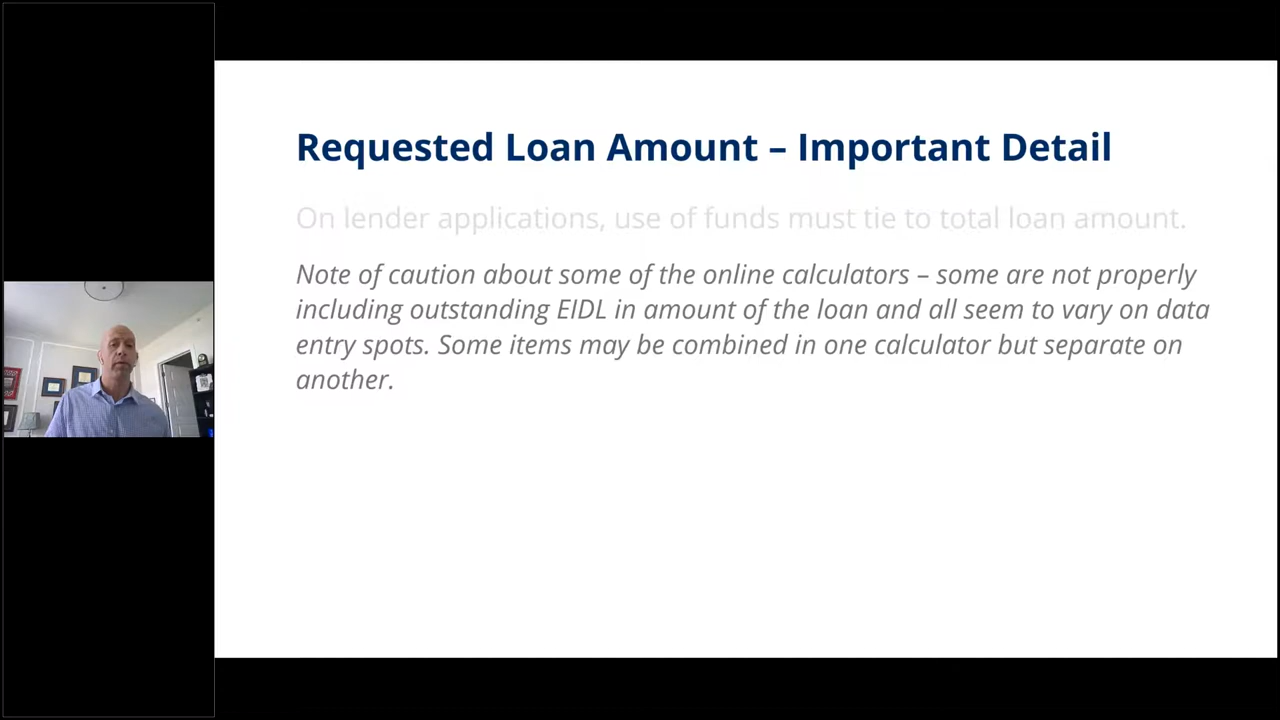 Requested Loan Amount – Important Detail
On lender applications, use of funds must tie to total loan amount.
Note of caution about some of the online calculators – some are not properly
including outstanding EIDL in amount of the loan and all seem to vary on data
entry spots. Some items may be combined in one calculator but separate on
another.